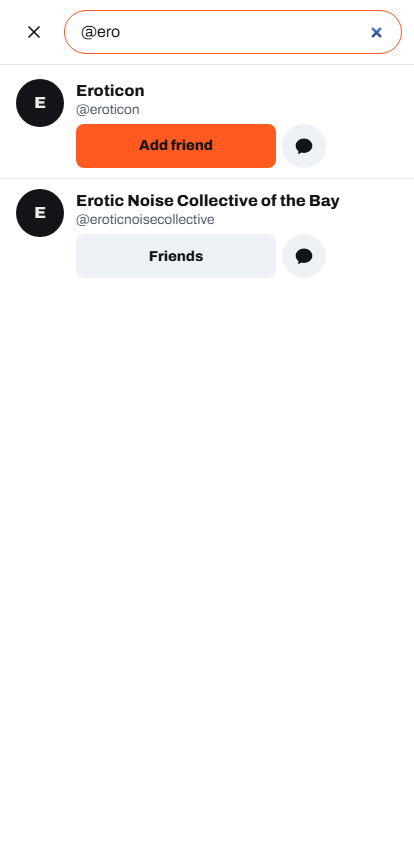 @ero
E
Eroticon
@eroticon
Add friend
E
Erotic Noise Collective of the Bay
@eroticnoisecollective
Friends